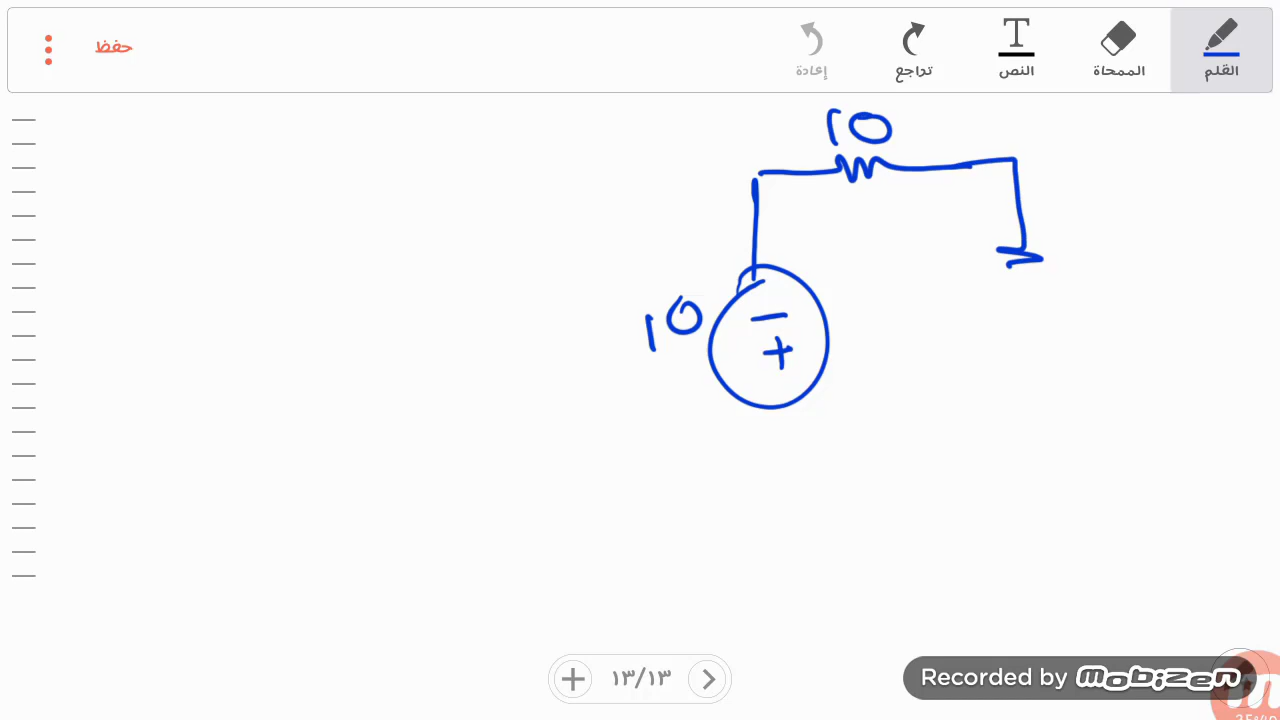 حفظ
إعادة
تراجع
النص
الممحاة
القلم
10
10
−
+
١٣/١٣
Recorded by mobizen